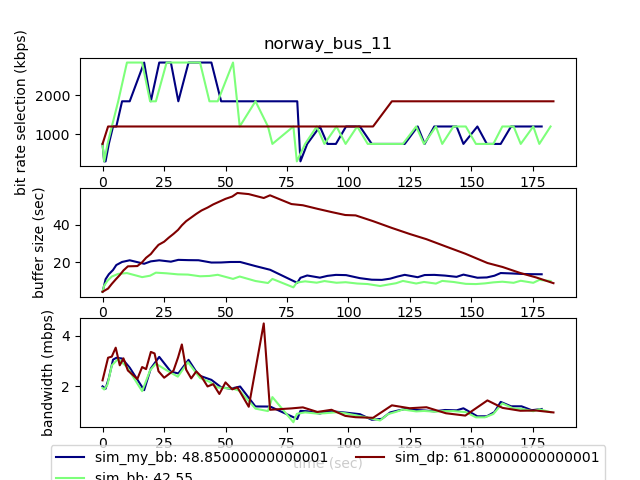 norway_bus_11
bit rate selection (kbps)
2000
1000
0 25 50 75 100 125 150 175
buffer size (sec)
40
20
0 25 50 75 100 125 150 175
bandwidth (mbps)
4
2
0 25 50 75 100 125 150 175
time (sec)
sim_my_bb: 48.850000000000001 sim_dp: 61.800000000000001
sim_bb: 42.55